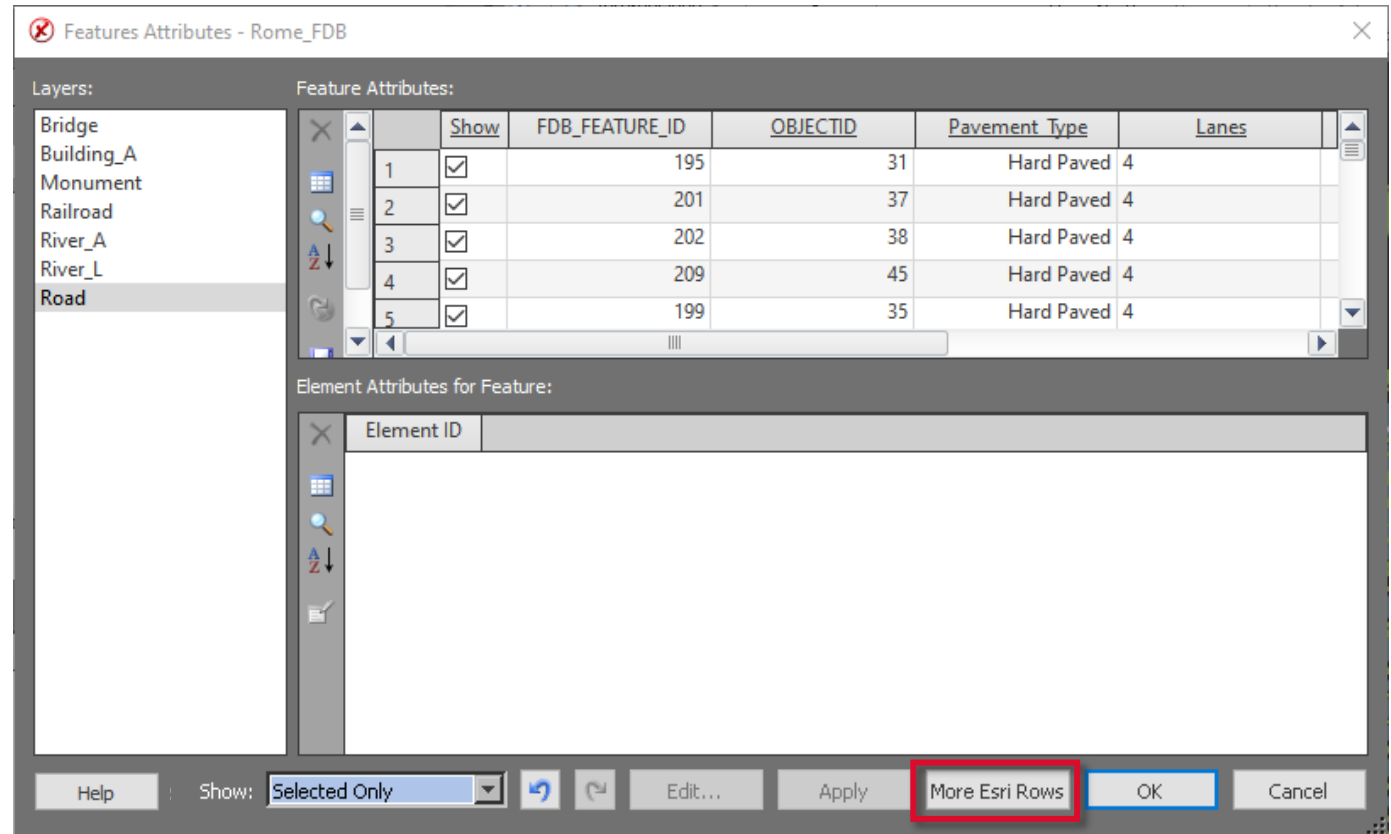 Features Attributes - Rome_FDB
Layers:
Bridge
Building_A
Monument
Railroad
River_A
River_L
Road
Feature Attributes:
Show FDB_FEATURE_ID OBJECTID Pavement_Type Lanes
1 195 31 Hard Paved 4
2 201 37 Hard Paved 4
3 202 38 Hard Paved 4
4 209 45 Hard Paved 4
5 199 35 Hard Paved 4
Element Attributes for Feature:
Element ID
Help Show: Selected Only Edit... Apply More Esri Rows OK Cancel